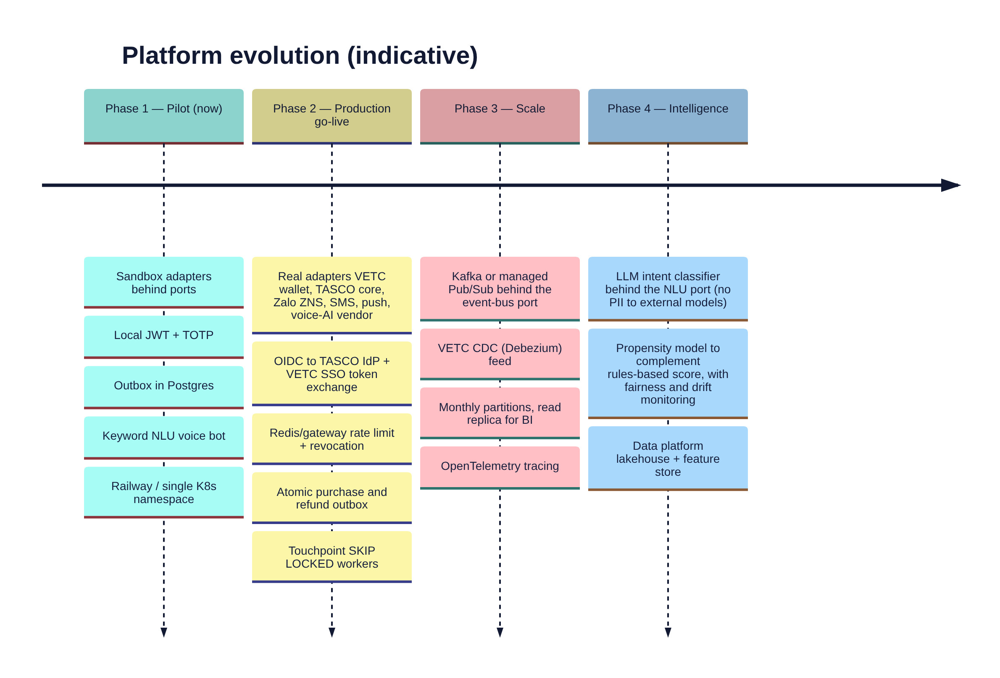 Platform evolution (indicative)
Phase 1 — Pilot (now)
Phase 2 — Production
go-live
Phase 3 — Scale
Phase 4 — Intelligence
Sandbox adapters
behind ports
Local JWT + TOTP
Outbox in Postgres
Keyword NLU voice bot
Railway / single K8s
namespace
Real adapters VETC
wallet, TASCO core,
Zalo ZNS, SMS, push,
voice-AI vendor
OIDC to TASCO IdP +
VETC SSO token
exchange
Redis/gateway rate limit
+ revocation
Atomic purchase and
refund outbox
Touchpoint SKIP
LOCKED workers
Kafka or managed
Pub/Sub behind the
event-bus port
VETC CDC (Debezium)
feed
Monthly partitions, read
replica for BI
OpenTelemetry tracing
LLM intent classifier
behind the NLU port (no
PII to external models)
Propensity model to
complement
rules-based score, with
fairness and drift
monitoring
Data platform
lakehouse + feature
store